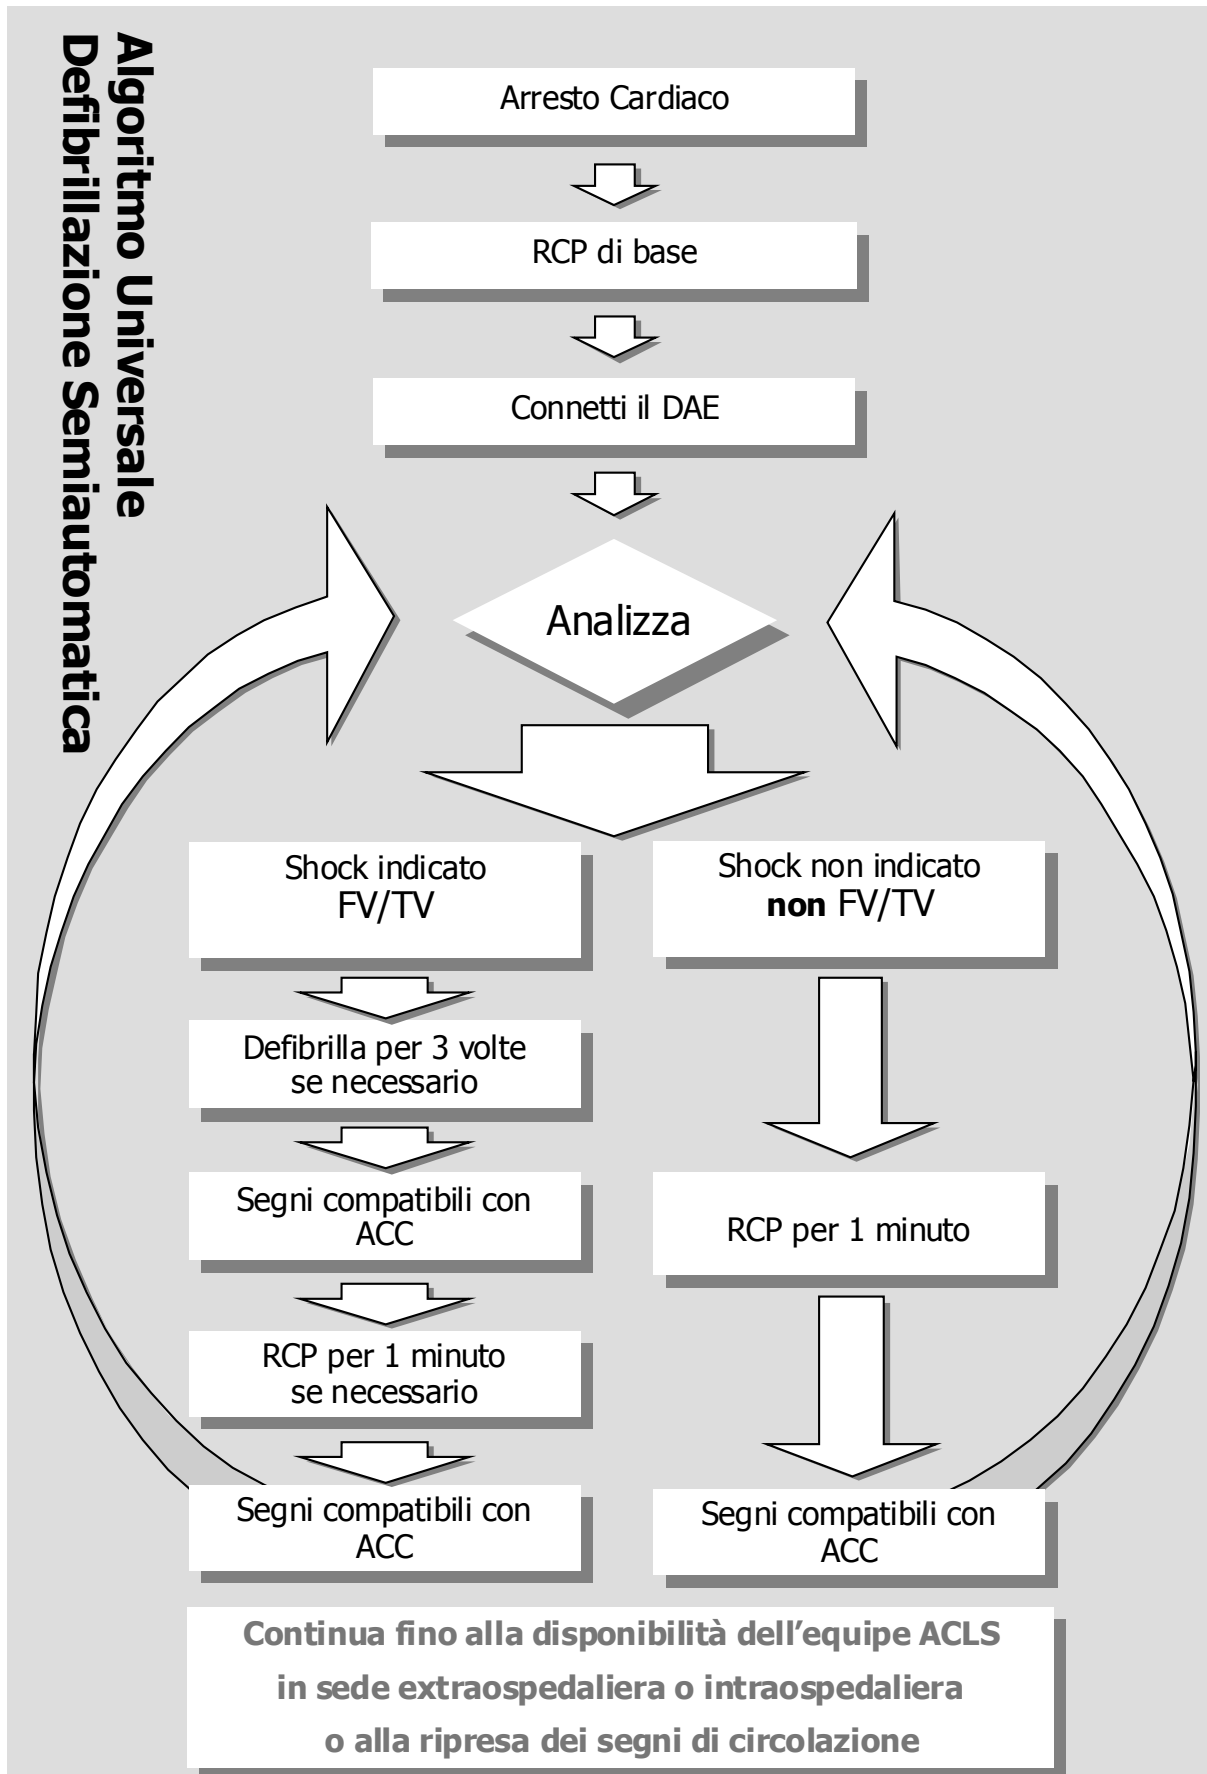 Algoritmo Universale
Defibrillazione Semiautomatica
Arresto Cardiaco
RCP di base
Connetti il DAE
Analizza
Shock indicato
FV/TV
Defibrilla per 3 volte
se necessario
Segni compatibili con
ACC
RCP per 1 minuto
se necessario
Segni compatibili con
ACC
Shock non indicato
non FV/TV
RCP per 1 minuto
Segni compatibili con
ACC
Continua fino alla disponibilità dell’equipe ACLS
in sede extraospedaliera o intraospedaliera
o alla ripresa dei segni di circolazione